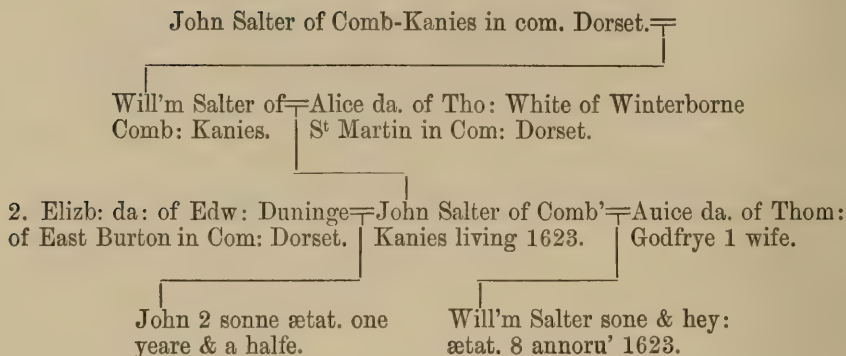 John Salter of Comb-Kanies in com. Dorset.
Will'm Salter of
Comb: Kanies.
Alice da. of Tho: White of Winterborne
St Martin in Com: Dorset.
2. Elizb: da: of Edw: Duninge
of East Burton in Com: Dorset.
John Salter of Comb'
Kanies living 1623.
Auice da. of Thom:
Godfrye 1 wife.
John 2 sonne ætat. one
yeare & a halfe.
Will'm Salter sone & hey:
ætat. 8 annoru' 1623.